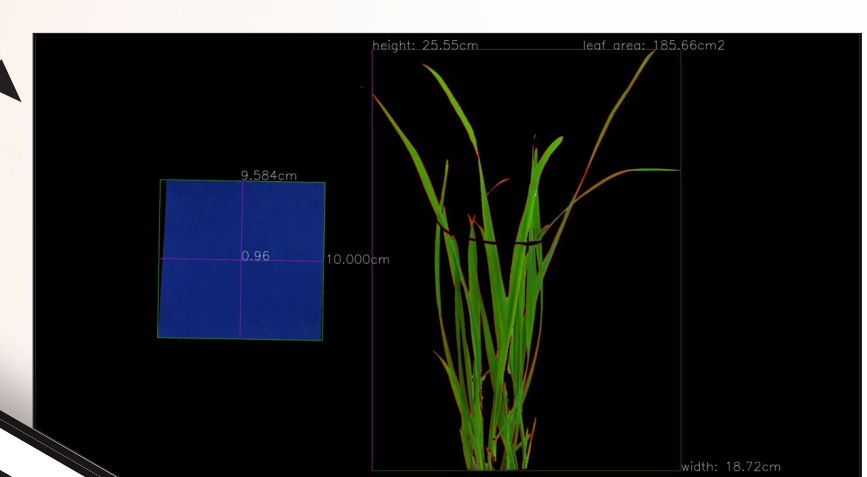 height: 25.55cm
leaf area: 185.66cm2
9.584cm
0.96
10.000cm
width: 18.72cm